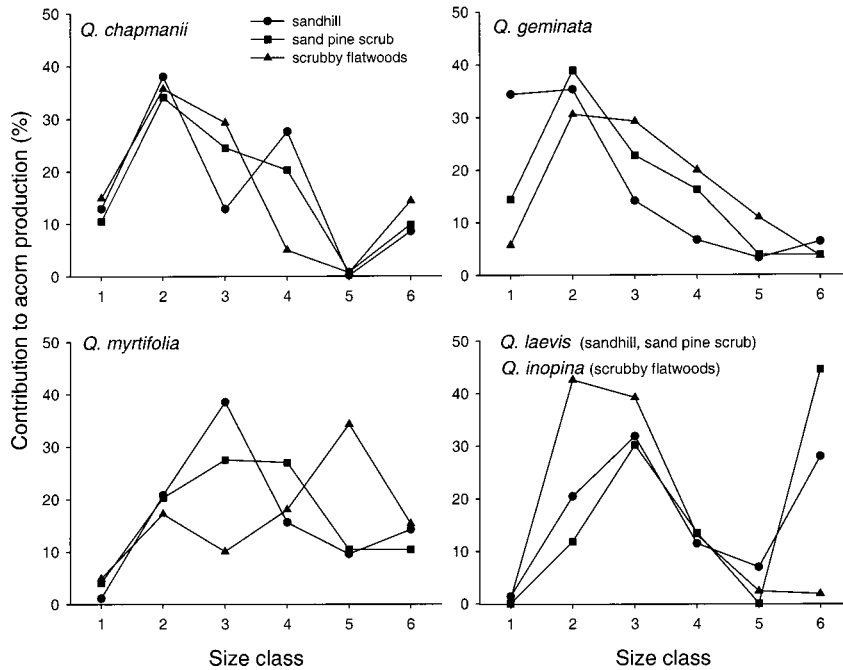 Contribution to acorn production (%)
Q. chapmanii
sandhill
sand pine scrub
scrubby flatwoods
50
40
30
20
10
0
1 2 3 4 5 6
Q. geminata
50
40
30
20
10
0
1 2 3 4 5 6
Q. myrtifolia
50
40
30
20
10
0
1 2 3 4 5 6
Size class
Q. laevis (sandhill, sand pine scrub)
Q. inopina (scrubby flatwoods)
50
40
30
20
10
0
1 2 3 4 5 6
Size class